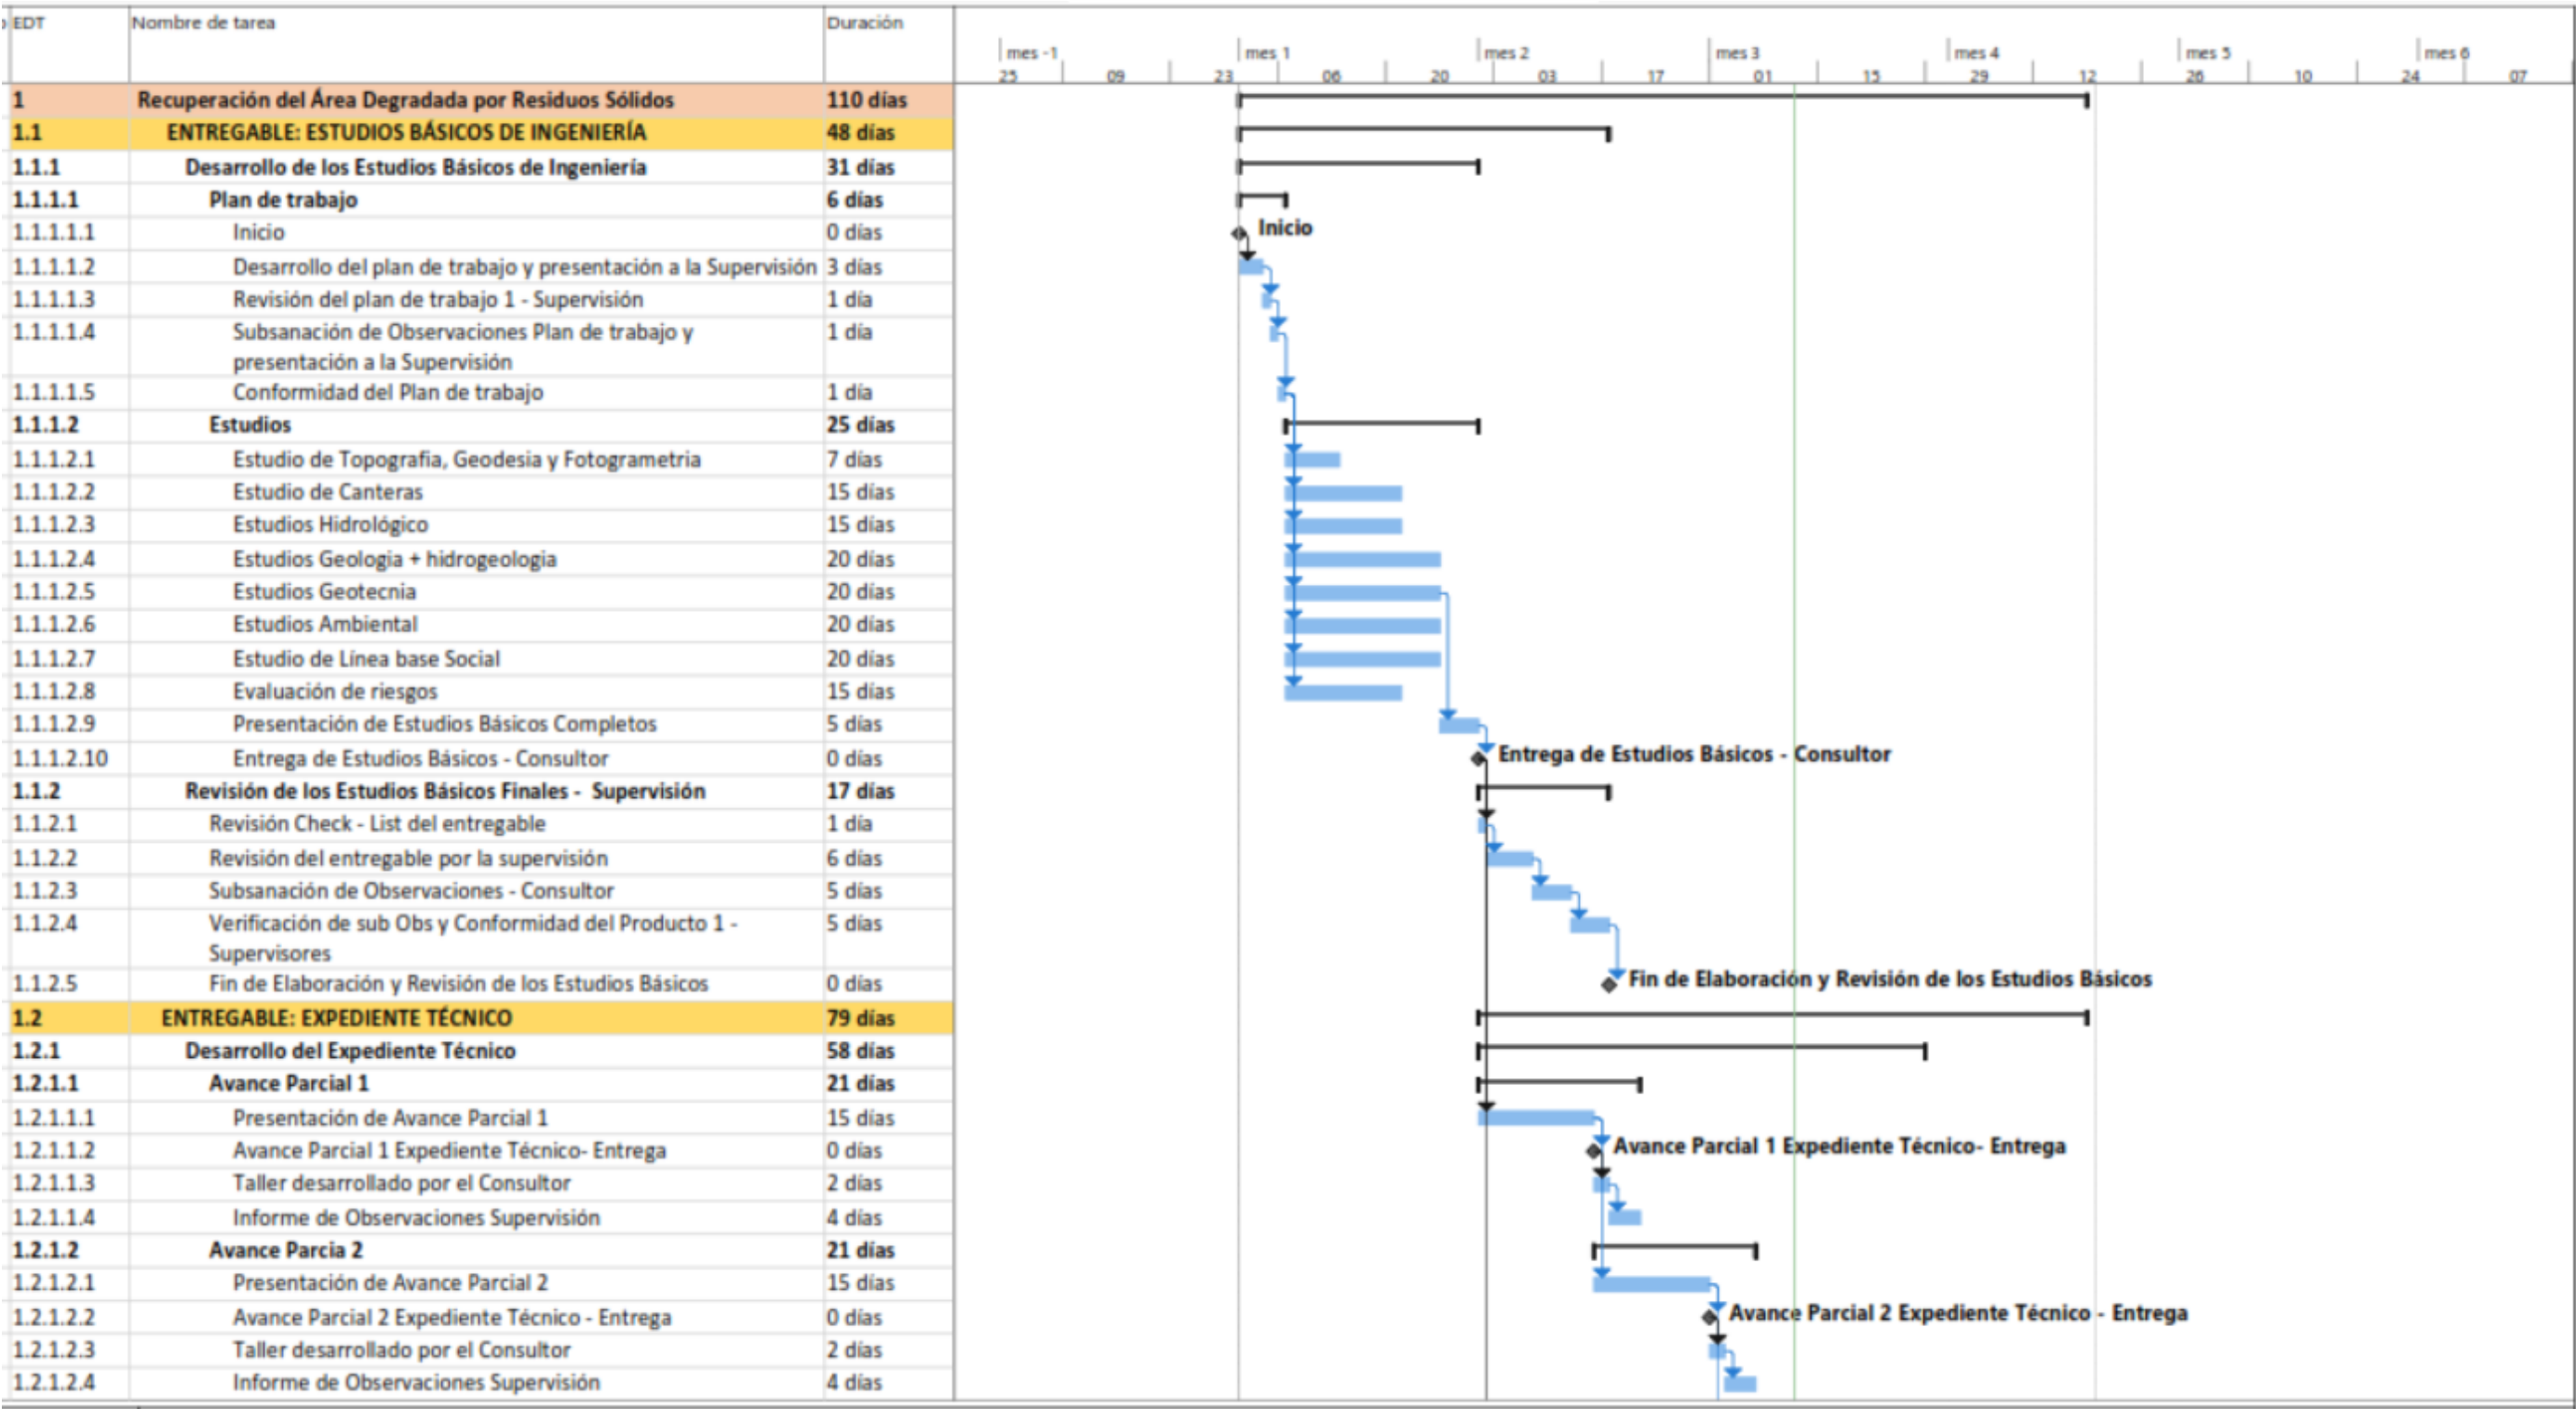 EDT Nombre de tarea Duración
mes -1 mes 1 mes 2 mes 3 mes 4 mes 5 mes 6
25 09 23 06 20 03 17 01 15 29 12 26 10 24 07
1 Recuperación del Área Degradada por Residuos Sólidos 110 días
1.1 ENTREGABLE: ESTUDIOS BÁSICOS DE INGENIERÍA 48 días
1.1.1 Desarrollo de los Estudios Básicos de Ingeniería 31 días
1.1.1.1 Plan de trabajo 6 días
1.1.1.1.1 Inicio 0 días Inicio
1.1.1.1.2 Desarrollo del plan de trabajo y presentación a la Supervisión 3 días
1.1.1.1.3 Revisión del plan de trabajo 1 - Supervisión 1 día
1.1.1.1.4 Subsanación de Observaciones Plan de trabajo y 1 día
presentación a la Supervisión
1.1.1.1.5 Conformidad del Plan de trabajo 1 día
1.1.1.2 Estudios 25 días
1.1.1.2.1 Estudio de Topografia, Geodesia y Fotogrametria 7 días
1.1.1.2.2 Estudio de Canteras 15 días
1.1.1.2.3 Estudios Hidrológico 15 días
1.1.1.2.4 Estudios Geologia + hidrogeologia 20 días
1.1.1.2.5 Estudios Geotecnia 20 días
1.1.1.2.6 Estudios Ambiental 20 días
1.1.1.2.7 Estudio de Línea base Social 20 días
1.1.1.2.8 Evaluación de riesgos 15 días
1.1.1.2.9 Presentación de Estudios Básicos Completos 5 días
1.1.1.2.10 Entrega de Estudios Básicos - Consultor 0 días Entrega de Estudios Básicos - Consultor
1.1.2 Revisión de los Estudios Básicos Finales - Supervisión 17 días
1.1.2.1 Revisión Check - List del entregable 1 día
1.1.2.2 Revisión del entregable por la supervisión 6 días
1.1.2.3 Subsanación de Observaciones - Consultor 5 días
1.1.2.4 Verificación de sub Obs y Conformidad del Producto 1 - 5 días
Supervisores
1.1.2.5 Fin de Elaboración y Revisión de los Estudios Básicos 0 días Fin de Elaboración y Revisión de los Estudios Básicos
1.2 ENTREGABLE: EXPEDIENTE TÉCNICO 79 días
1.2.1 Desarrollo del Expediente Técnico 58 días
1.2.1.1 Avance Parcial 1 21 días
1.2.1.1.1 Presentación de Avance Parcial 1 15 días
1.2.1.1.2 Avance Parcial 1 Expediente Técnico- Entrega 0 días Avance Parcial 1 Expediente Técnico- Entrega
1.2.1.1.3 Taller desarrollado por el Consultor 2 días
1.2.1.1.4 Informe de Observaciones Supervisión 4 días
1.2.1.2 Avance Parcia 2 21 días
1.2.1.2.1 Presentación de Avance Parcial 2 15 días
1.2.1.2.2 Avance Parcial 2 Expediente Técnico - Entrega 0 días Avance Parcial 2 Expediente Técnico - Entrega
1.2.1.2.3 Taller desarrollado por el Consultor 2 días
1.2.1.2.4 Informe de Observaciones Supervisión 4 días